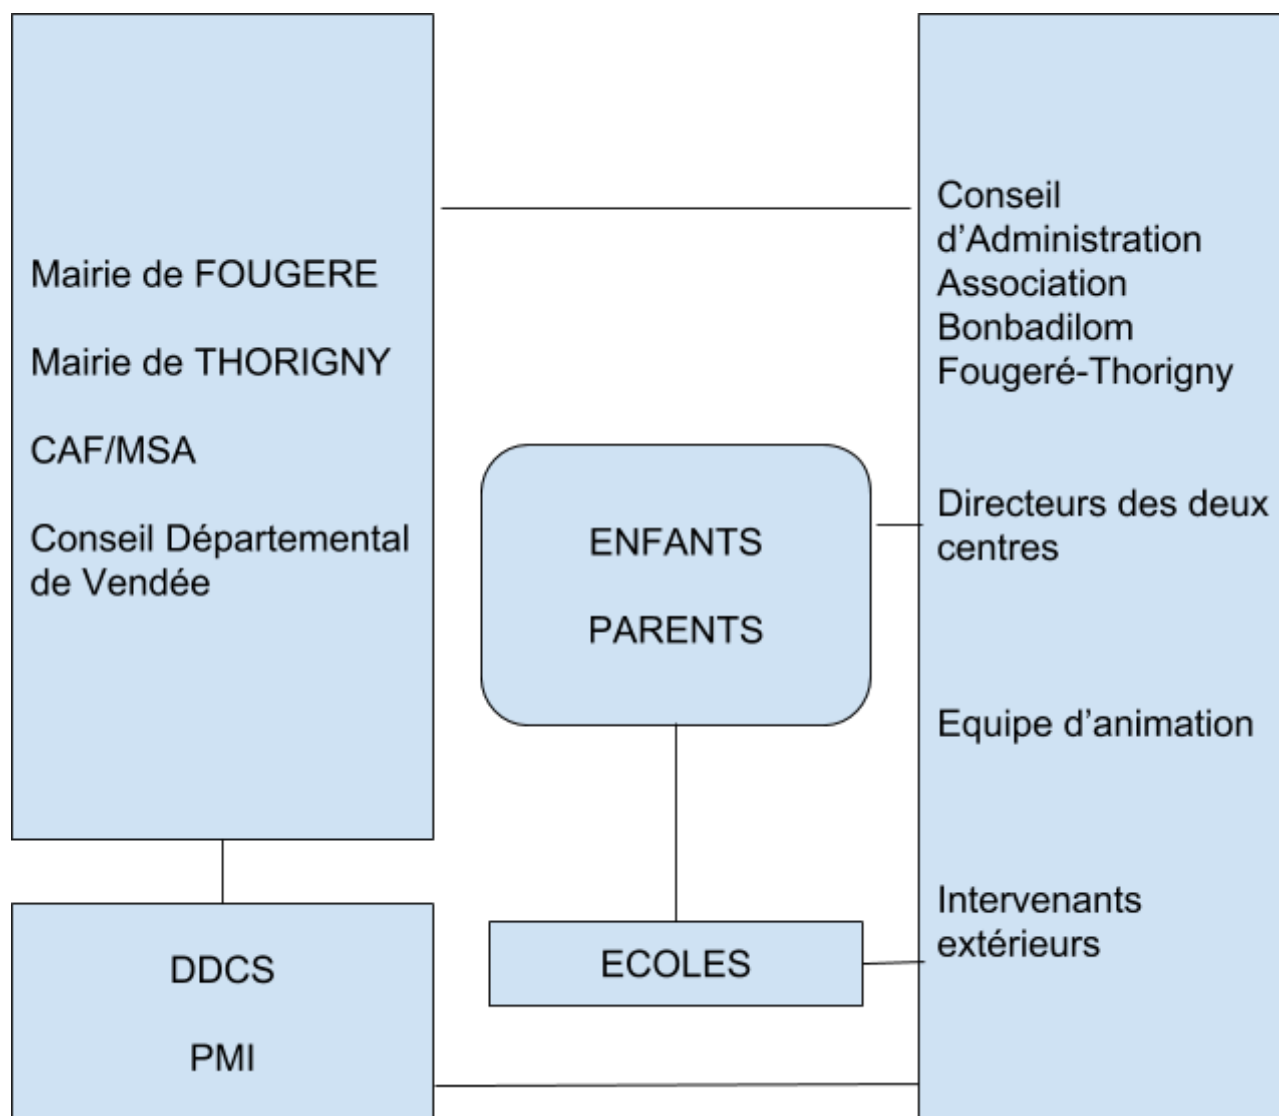 Mairie de FOUGERE
Mairie de THORIGNY
CAF/MSA
Conseil Départemental
de Vendée
DDCS
PMI
ENFANTS
PARENTS
ECOLES
Conseil
d’Administration
Association
Bonbadilom
Fougeré-Thorigny
Directeurs des deux
centres
Equipe d’animation
Intervenants
extérieurs